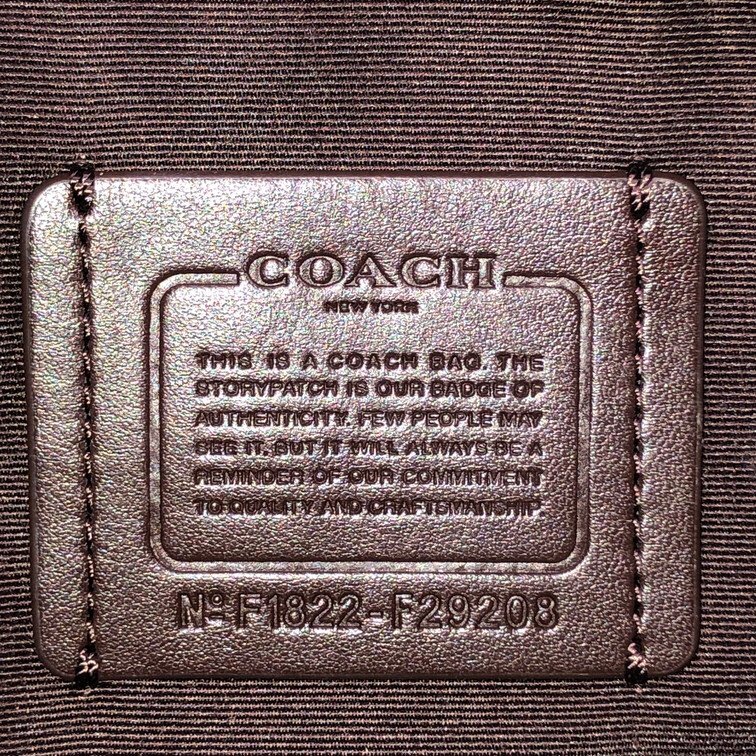 COACH
NEW YORK
THIS IS A COACH BAG. THE
STORYPATCH IS OUR BADGE OF
AUTHENTICITY. FEW PEOPLE MAY
SEE IT, BUT IT WILL ALWAYS BE A
REMINDER OF OUR COMMITMENT
TO QUALITY AND CRAFTSMANSHIP.
Nº F1822-F29208